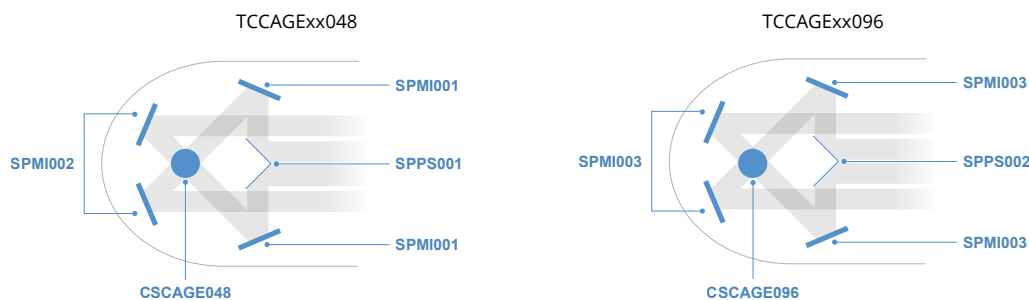 TCCAGExx048
SPMI001
SPMI002
SPPS001
SPMI001
CSCAGE048
TCCAGExx096
SPMI003
SPMI003
SPPS002
SPMI003
CSCAGE096